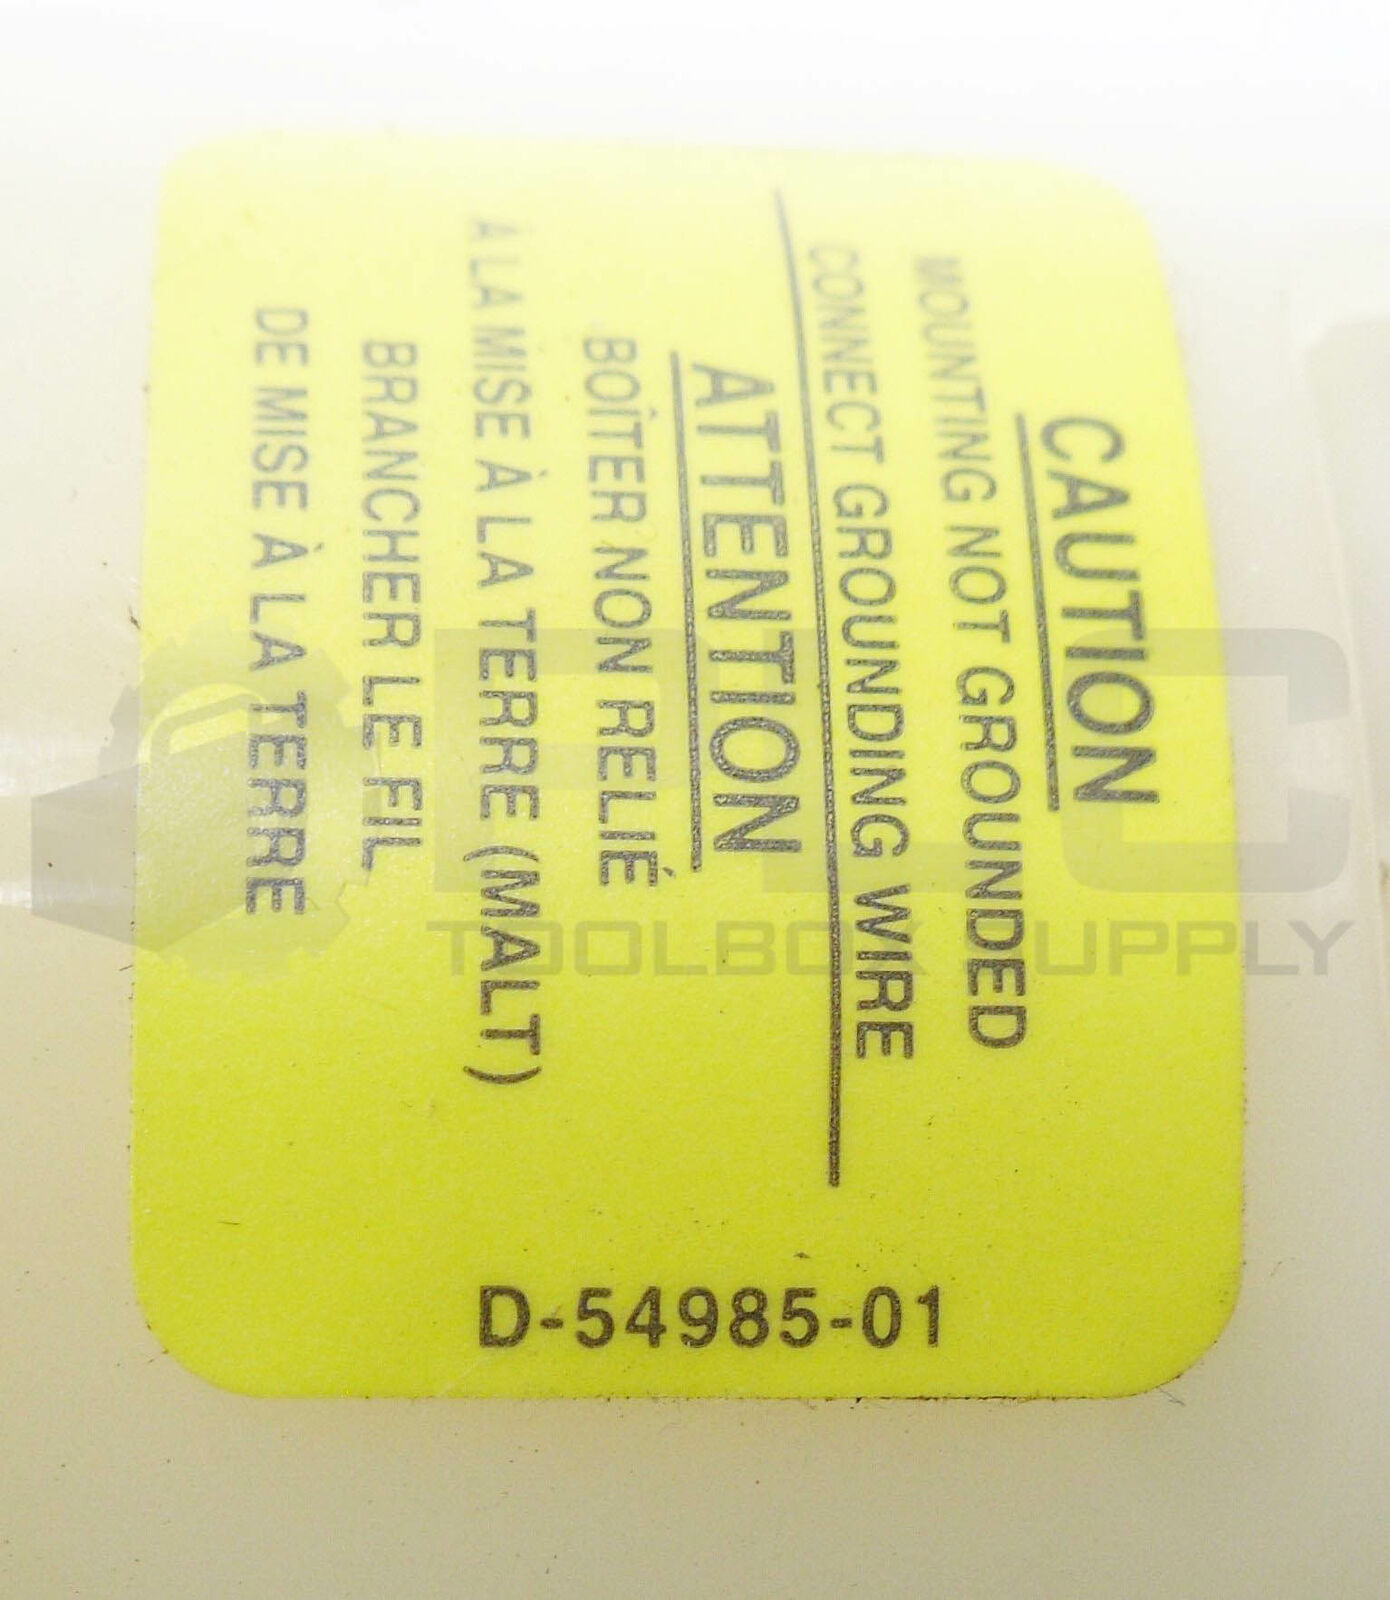 CAUTION
MOUNTING NOT GROUNDED
CONNECT GROUNDING WIRE
ATTENTION
BOÎTER NON RELIÉ
À LA MISE À LA TERRE (MALT)
BRANCHER LE FIL
DE MISE À LA TERRE
D-54985-01
PLC
TOOLBOX SUPPLY